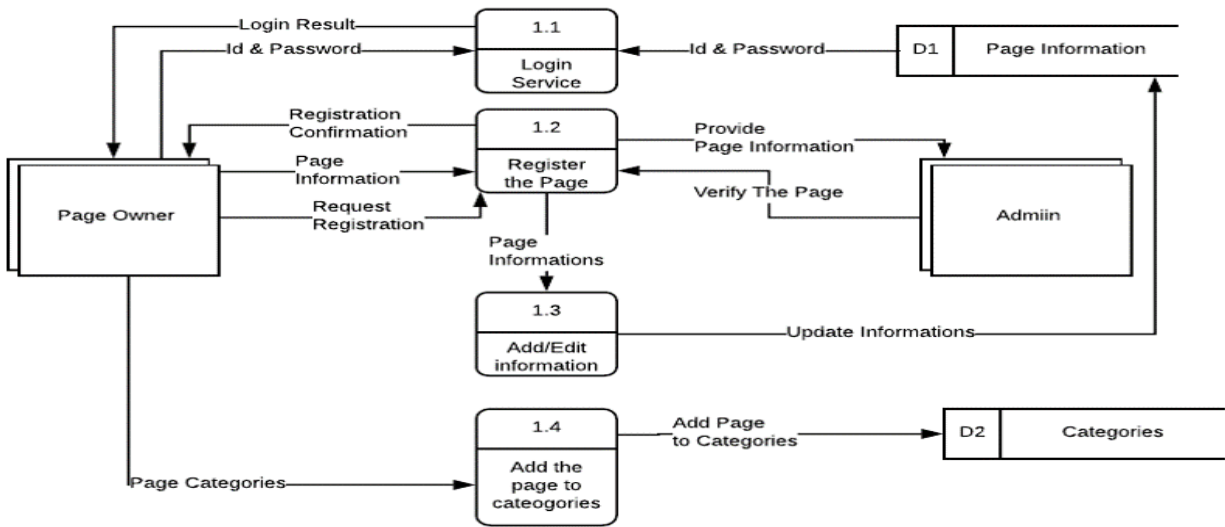 Login Result
1.1
Id & Password
Login
Service
Id & Password
D1
Page Information
Registration
Confirmation
1.2
Provide
Page Information
Page
Information
Register
the Page
Verify The Page
Page Owner
Request
Registration
Admiin
Page
Informations
1.3
Add/Edit
information
Update Informations
1.4
Add Page
to Categories
D2
Categories
Page Categories
Add the
page to
cateogories